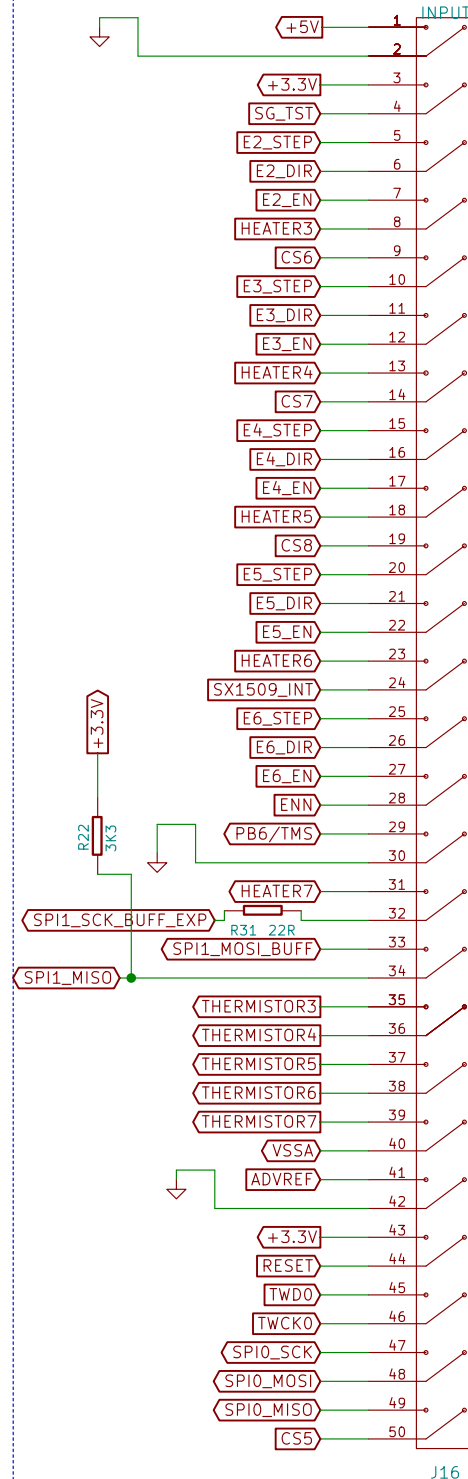 INPUT
+5V 1
2
+3.3V 3
SG_TST 4
E2_STEP 5
E2_DIR 6
E2_EN 7
HEATER3 8
CS6 9
E3_STEP 10
E3_DIR 11
E3_EN 12
HEATER4 13
CS7 14
E4_STEP 15
E4_DIR 16
E4_EN 17
HEATER5 18
CS8 19
E5_STEP 20
E5_DIR 21
E5_EN 22
HEATER6 23
SX1509_INT 24
+3.3V
E6_STEP 25
E6_DIR 26
E6_EN 27
ENN 28
R22 3K3
PB6/TMS 29
30
HEATER7 31
SPI1_SCK_BUFF_EXP 32
R31 22R
SPI1_MOSI_BUFF 33
SPI1_MISO 34
THERMISTOR3 35
THERMISTOR4 36
THERMISTOR5 37
THERMISTOR6 38
THERMISTOR7 39
VSSA 40
ADVREF 41
42
+3.3V 43
RESET 44
TWD0 45
TWCK0 46
SPI0_SCK 47
SPI0_MOSI 48
SPI0_MISO 49
CS5 50
J16